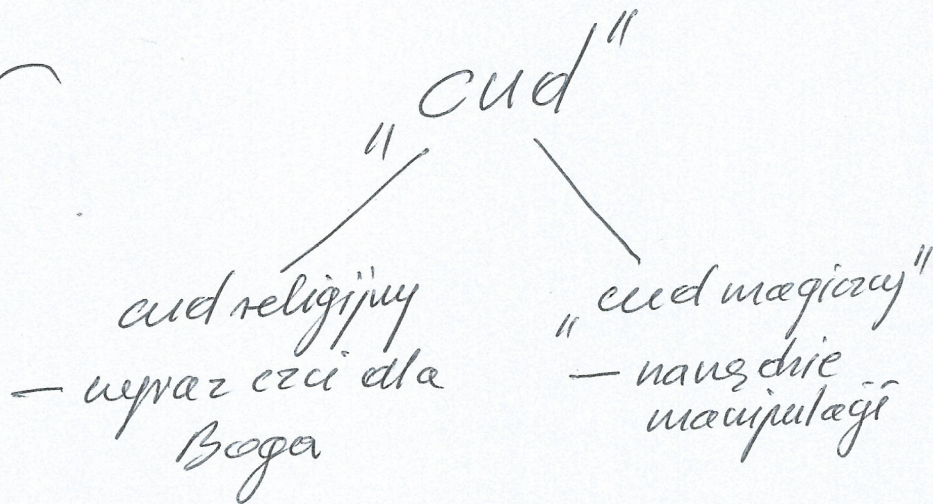 „cud"
cud religijny
— wyraz czci dla
Boga
„cud magiczny"
— narzędzie
manipulacji